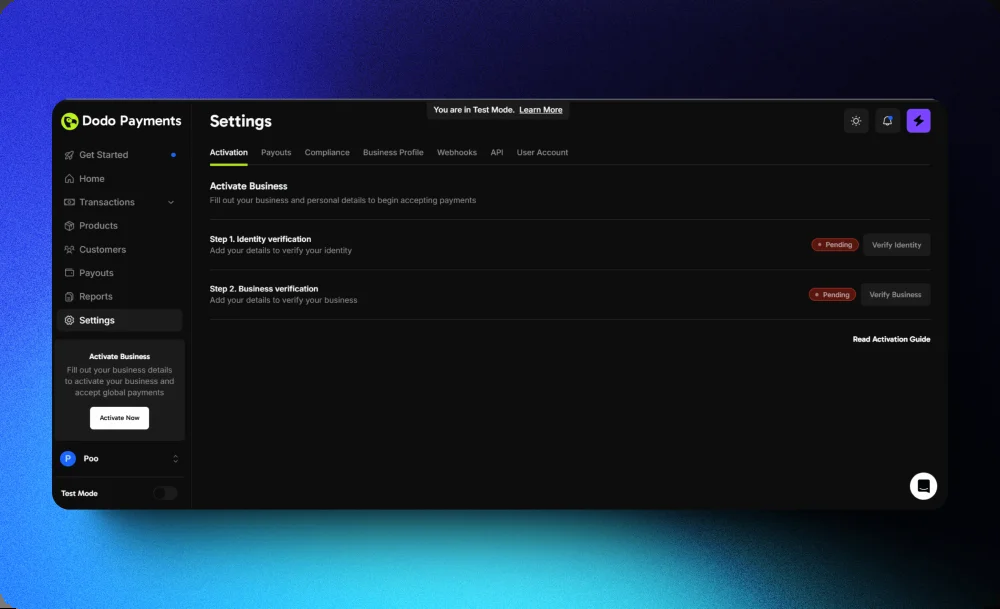 You are in Test Mode. Learn More
Dodo Payments
Get Started
Home
Transactions
Products
Customers
Payouts
Reports
Settings
Activate Business
Fill out your business details
to activate your business and
accept global payments
Activate Now
P Poo
Test Mode
Settings
Activation Payouts Compliance Business Profile Webhooks API User Account
Activate Business
Fill out your business and personal details to begin accepting payments
Step 1. Identity verification
Add your details to verify your identity
Pending Verify Identity
Step 2. Business verification
Add your details to verify your business
Pending Verify Business
Read Activation Guide